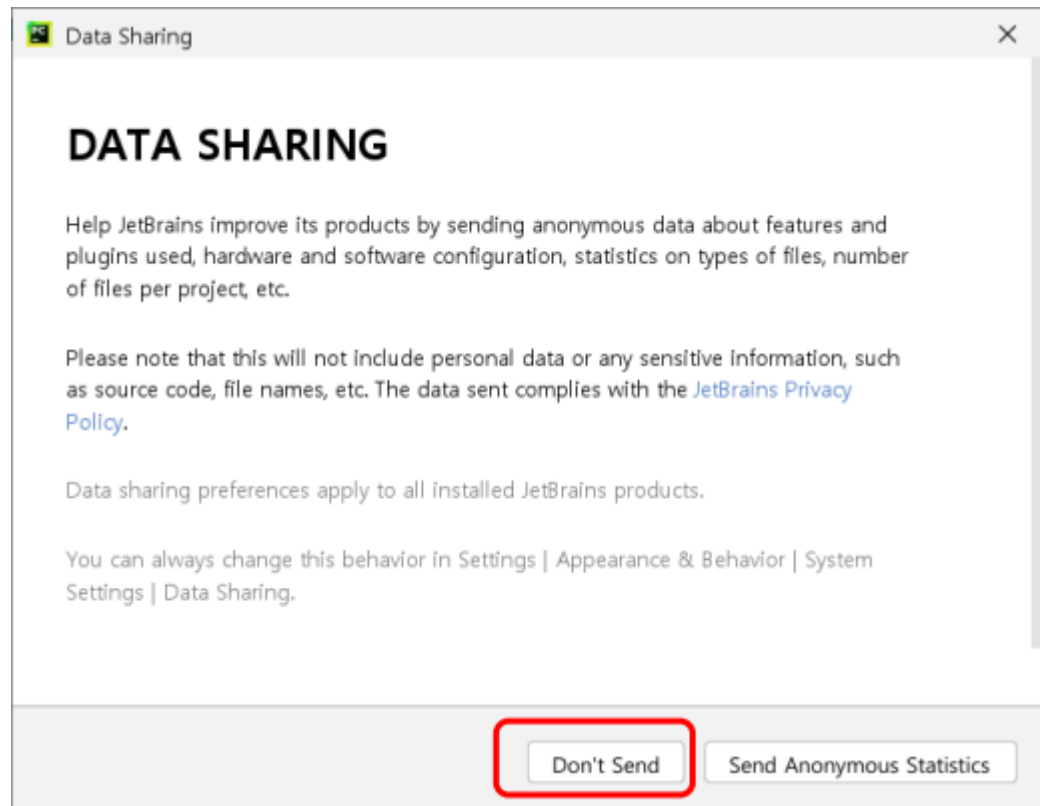 Data Sharing
DATA SHARING
Help JetBrains improve its products by sending anonymous data about features and
plugins used, hardware and software configuration, statistics on types of files, number
of files per project, etc.
Please note that this will not include personal data or any sensitive information, such
as source code, file names, etc. The data sent complies with the JetBrains Privacy
Policy.
Data sharing preferences apply to all installed JetBrains products.
You can always change this behavior in Settings | Appearance & Behavior | System
Settings | Data Sharing.
Don't Send
Send Anonymous Statistics